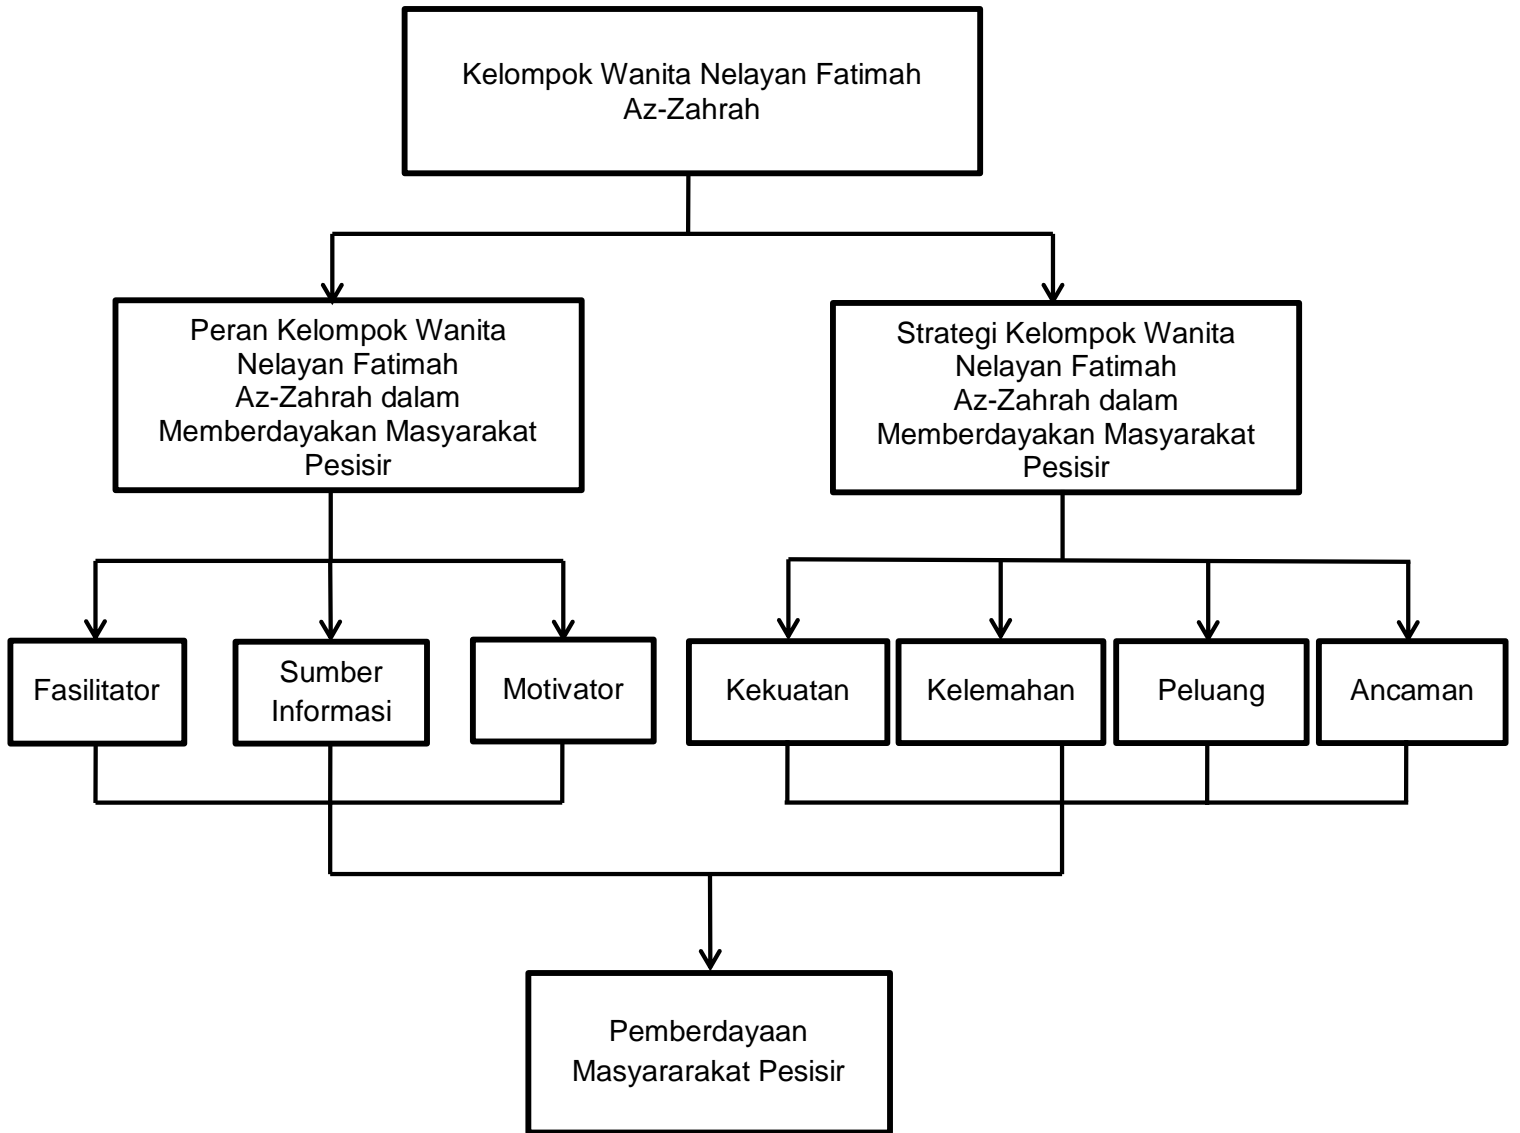 Kelompok Wanita Nelayan Fatimah
Az-Zahrah
Peran Kelompok Wanita
Nelayan Fatimah
Az-Zahrah dalam
Memberdayakan Masyarakat
Pesisir
Strategi Kelompok Wanita
Nelayan Fatimah
Az-Zahrah dalam
Memberdayakan Masyarakat
Pesisir
Fasilitator
Sumber
Informasi
Motivator
Kekuatan
Kelemahan
Peluang
Ancaman
Pemberdayaan
Masyararakat Pesisir